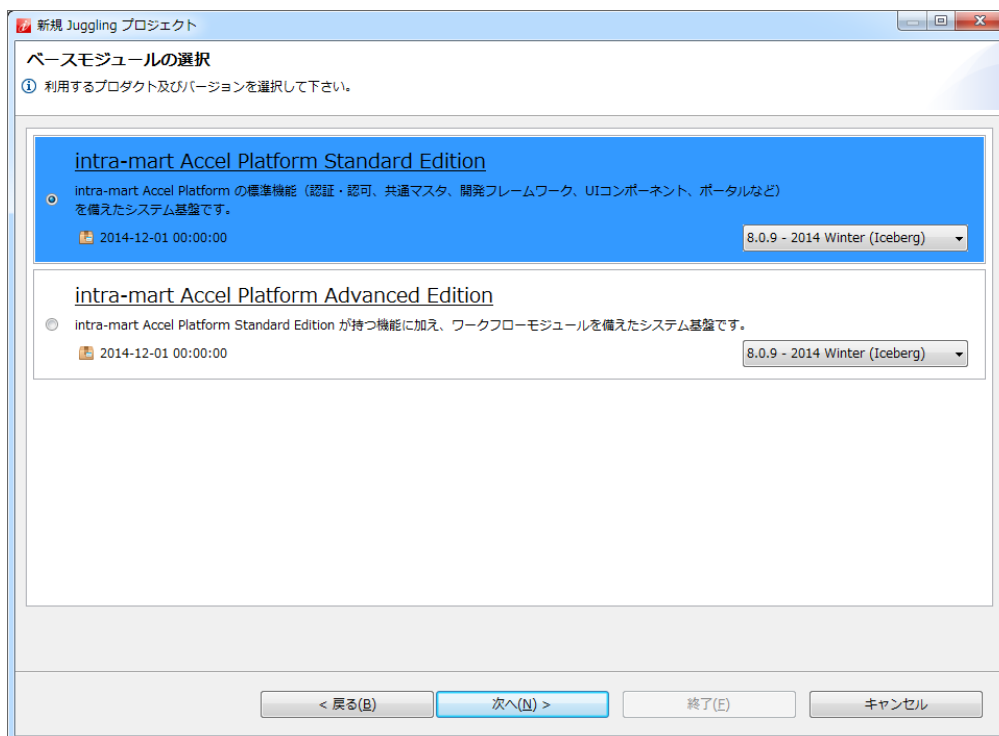 新規 Juggling プロジェクト
ベースモジュールの選択
利用するプロダクト及びバージョンを選択して下さい。
intra-mart Accel Platform Standard Edition
intra-mart Accel Platform の標準機能（認証・認可、共通マスタ、開発フレームワーク、UIコンポーネント、ポータルなど）
を備えたシステム基盤です。
2014-12-01 00:00:00
8.0.9 - 2014 Winter (Iceberg)
intra-mart Accel Platform Advanced Edition
intra-mart Accel Platform Standard Edition が持つ機能に加え、ワークフローモジュールを備えたシステム基盤です。
2014-12-01 00:00:00
8.0.9 - 2014 Winter (Iceberg)
< 戻る(B)
次へ(N) >
終了(F)
キャンセル